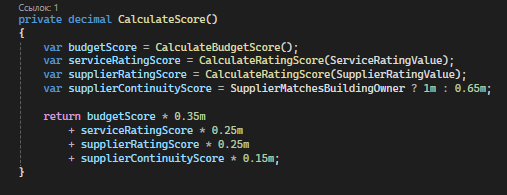 Ссылок: 1
private decimal CalculateScore()
{
    var budgetScore = CalculateBudgetScore();
    var serviceRatingScore = CalculateRatingScore(ServiceRatingValue);
    var supplierRatingScore = CalculateRatingScore(SupplierRatingValue);
    var supplierContinuityScore = SupplierMatchesBuildingOwner ? 1m : 0.65m;

    return budgetScore * 0.35m
        + serviceRatingScore * 0.25m
        + supplierRatingScore * 0.25m
        + supplierContinuityScore * 0.15m;
}